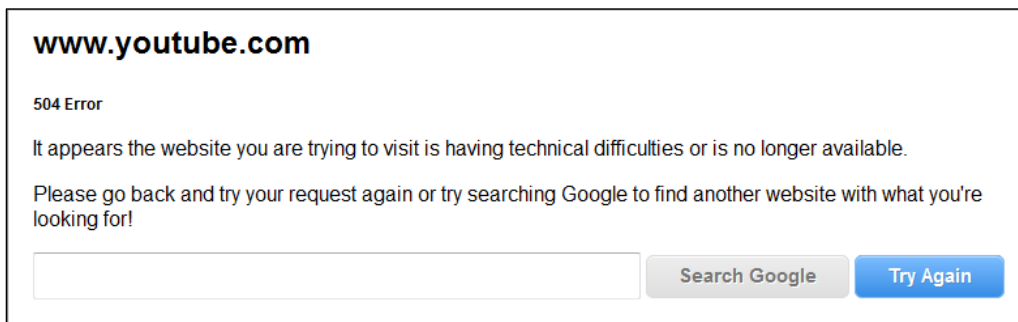 www.youtube.com
504 Error
It appears the website you are trying to visit is having technical difficulties or is no longer available.
Please go back and try your request again or try searching Google to find another website with what you're
looking for!
Search Google
Try Again